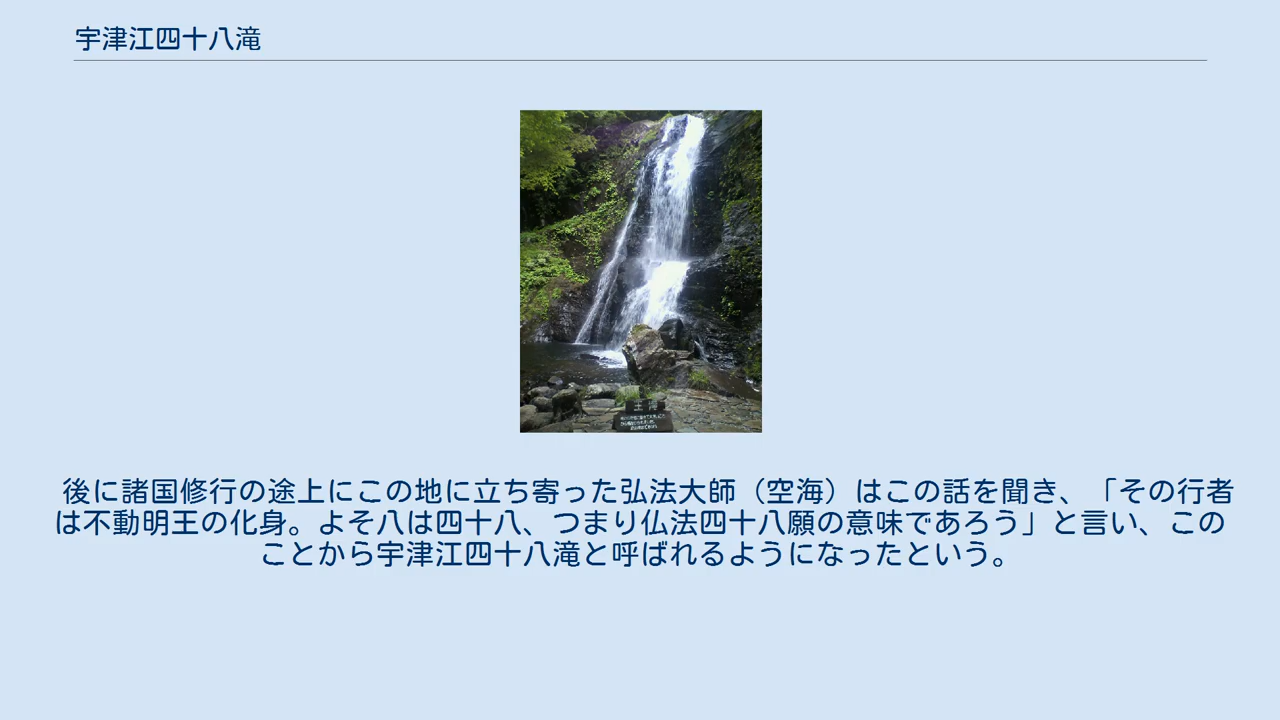 宇津江四十八滝
王滝
後に諸国修行の途上にこの地に立ち寄った弘法大師（空海）はこの話を聞き、「その行者
は不動明王の化身。よそ八は四十八、つまり仏法四十八願の意味であろう」と言い、この
ことから宇津江四十八滝と呼ばれるようになったという。